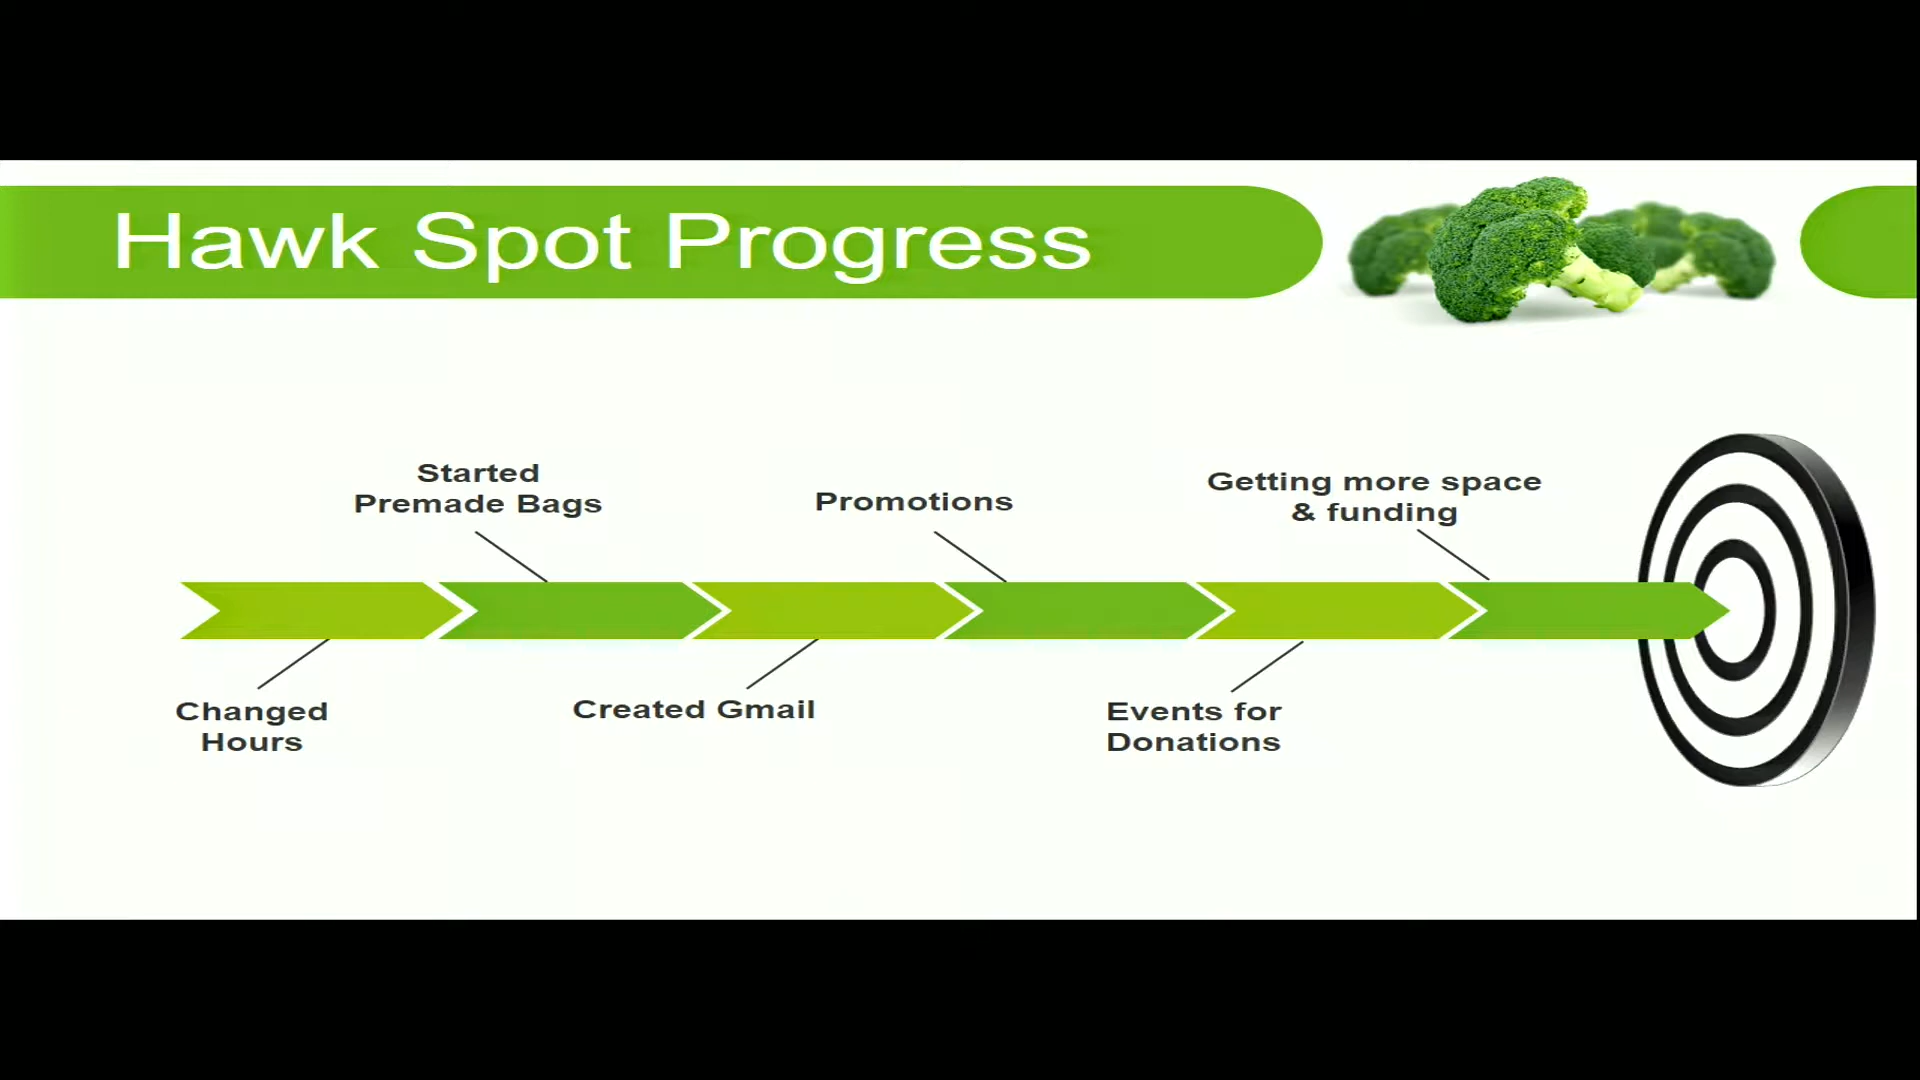 Hawk Spot Progress
Started
Premade Bags
Promotions
Getting more space
& funding
Changed
Hours
Created Gmail
Events for
Donations